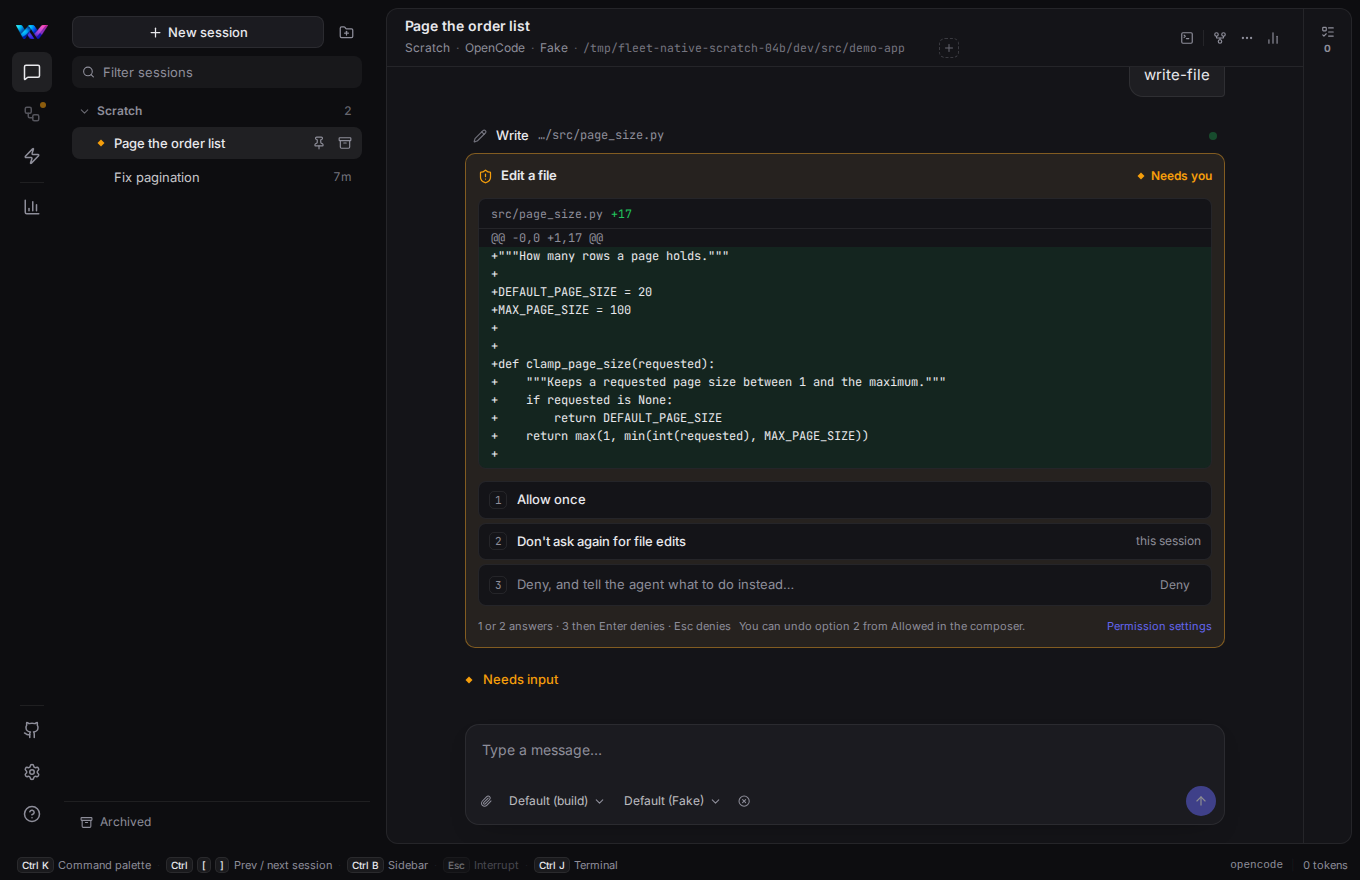 New session
Filter sessions
Scratch 2
Page the order list
Fix pagination 7m
Archived
Page the order list
Scratch · OpenCode · Fake · /tmp/fleet-native-scratch-04b/dev/src/demo-app
0
write-file
Write …/src/page_size.py
Edit a file
Needs you
src/page_size.py +17
@@ -0,0 +1,17 @@
+"""How many rows a page holds."""
+
+DEFAULT_PAGE_SIZE = 20
+MAX_PAGE_SIZE = 100
+
+
+def clamp_page_size(requested):
+    """Keeps a requested page size between 1 and the maximum."""
+    if requested is None:
+        return DEFAULT_PAGE_SIZE
+    return max(1, min(int(requested), MAX_PAGE_SIZE))
+
1 Allow once
2 Don't ask again for file edits this session
3 Deny, and tell the agent what to do instead... Deny
1 or 2 answers · 3 then Enter denies · Esc denies You can undo option 2 from Allowed in the composer. Permission settings
Needs input
Type a message...
Default (build) Default (Fake)
Ctrl K Command palette Ctrl [ ] Prev / next session Ctrl B Sidebar Esc Interrupt Ctrl J Terminal opencode 0 tokens